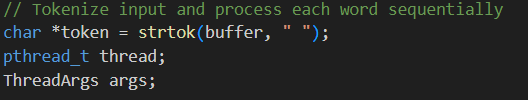 // Tokenize input and process each word sequentially
char *token = strtok(buffer, " ");
pthread_t thread;
ThreadArgs args;